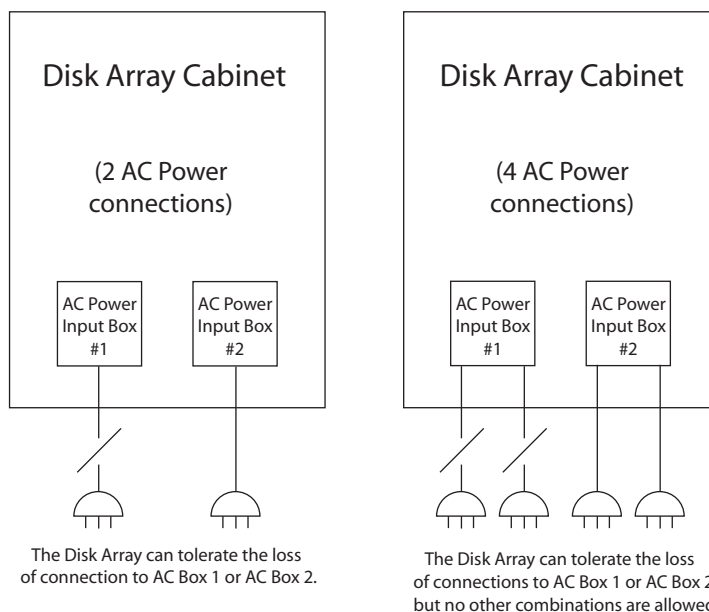 Disk Array Cabinet
(2 AC Power
connections)
AC Power
Input Box
#1
AC Power
Input Box
#2
The Disk Array can tolerate the loss
of connection to AC Box 1 or AC Box 2.
Disk Array Cabinet
(4 AC Power
connections)
AC Power
Input Box
#1
AC Power
Input Box
#2
The Disk Array can tolerate the loss
of connections to AC Box 1 or AC Box 2
but no other combinations are allowed